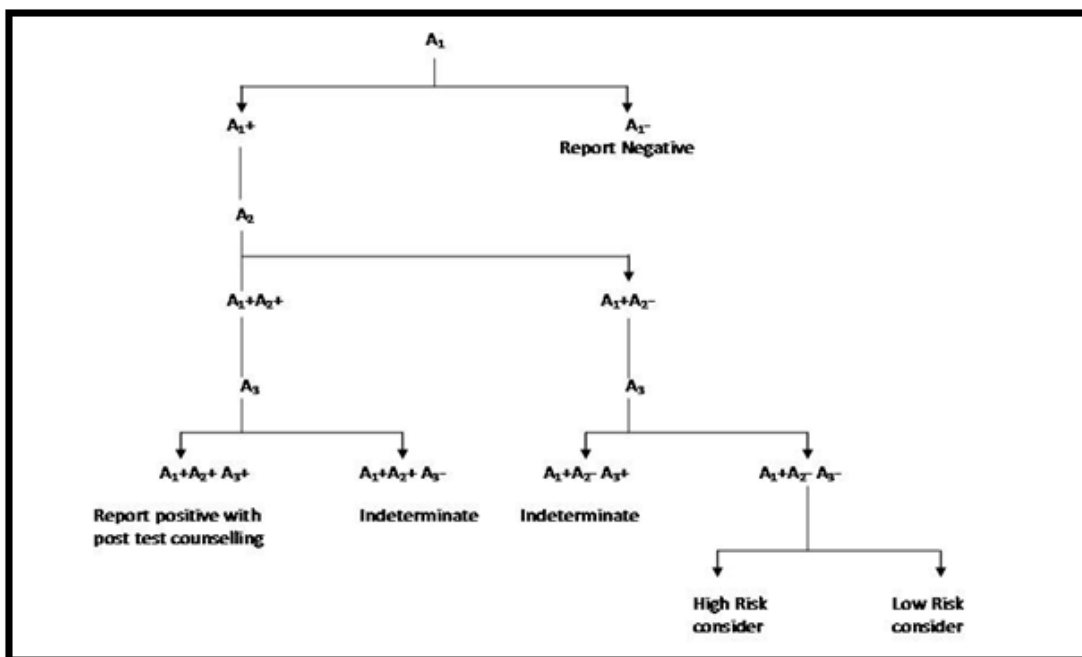 A₁
A₁+
A₁-
Report Negative
A₂
A₁+A₂+
A₁+A₂-
A₃
A₃
A₁+A₂+ A₃+
A₁+A₂+ A₃-
A₁+A₂- A₃+
A₁+A₂- A₃-
Report positive with
post test counselling
Indeterminate
Indeterminate
High Risk
consider
Low Risk
consider